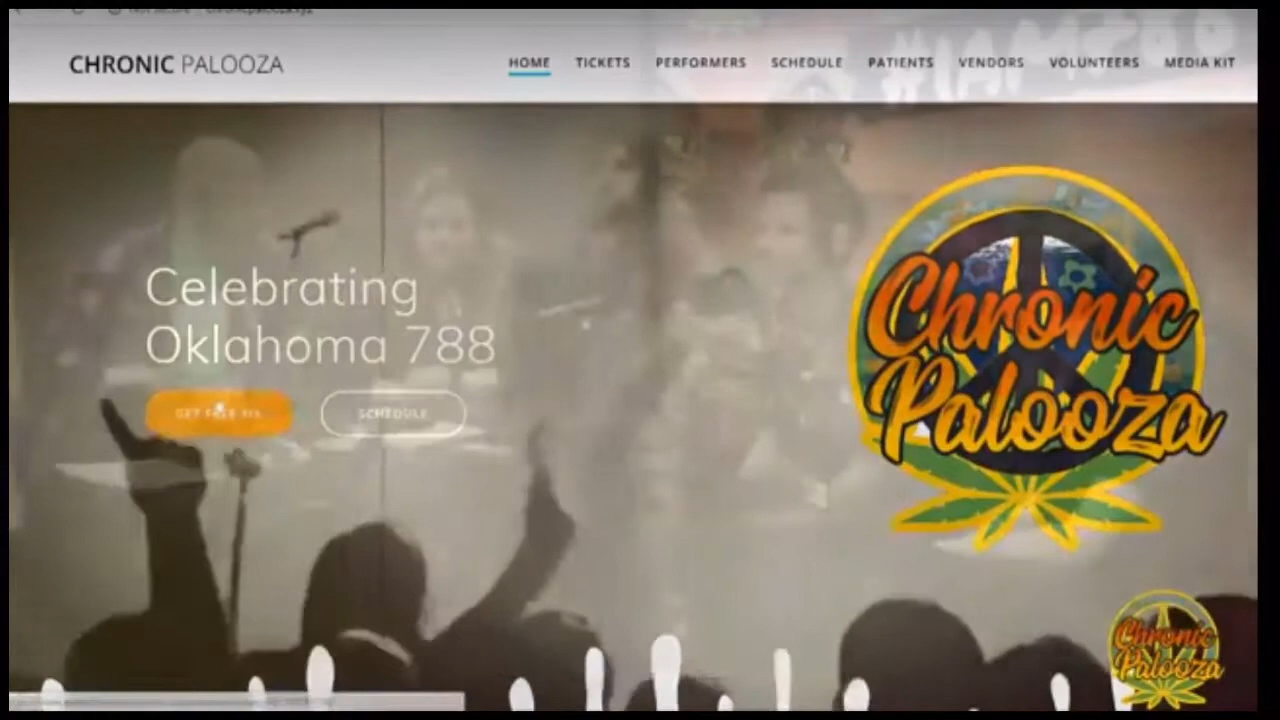 CHRONIC PALOOZA
HOME TICKETS PERFORMERS SCHEDULE PATIENTS VENDORS VOLUNTEERS MEDIA KIT
#IAM788
Celebrating
Oklahoma 788
SCHEDULE
Chronic
Palooza
Chronic
Palooza